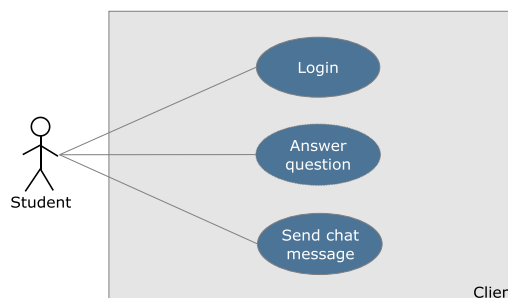 Login
Answer
question
Student
Send chat
message